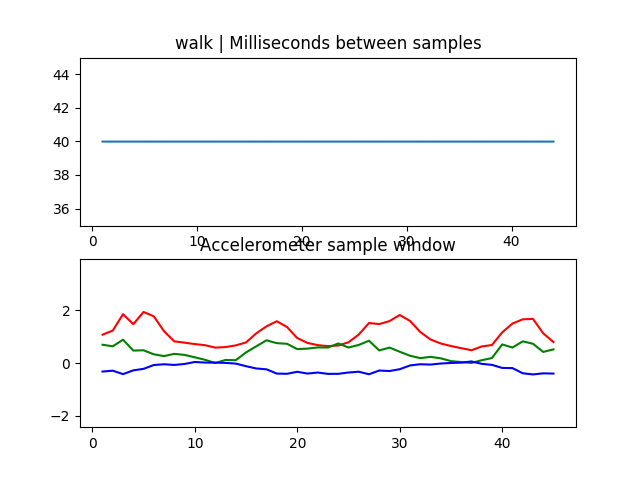 walk | Milliseconds between samples
44
42
40
38
36
0 10 20 30 40
Accelerometer sample window
2
0
−2
0 10 20 30 40